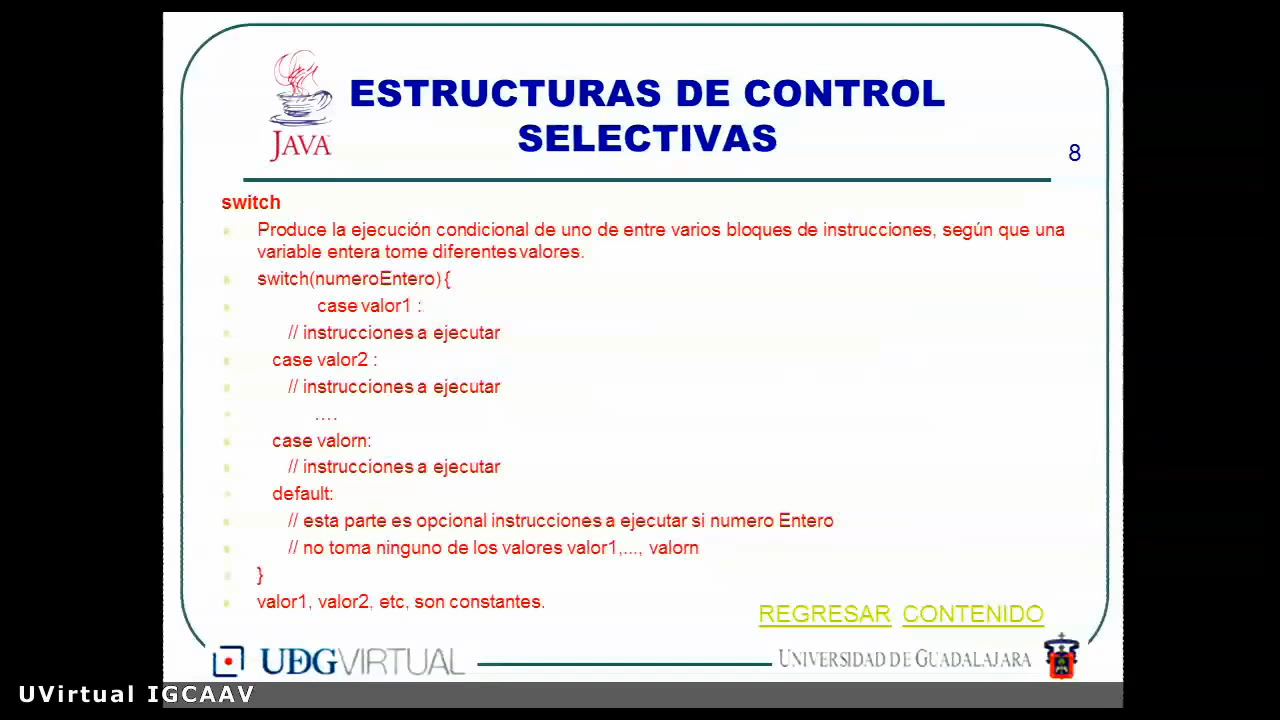 JAVA
ESTRUCTURAS DE CONTROL
SELECTIVAS
8
switch
Produce la ejecución condicional de uno de entre varios bloques de instrucciones, según que una
variable entera tome diferentes valores.
switch(numeroEntero) {
case valor1 :
// instrucciones a ejecutar
case valor2 :
// instrucciones a ejecutar
….
case valorn:
// instrucciones a ejecutar
default:
// esta parte es opcional instrucciones a ejecutar si numero Entero
// no toma ninguno de los valores valor1,..., valorn
}
valor1, valor2, etc, son constantes.
REGRESAR CONTENIDO
UDGVIRTUAL
UNIVERSIDAD DE GUADALAJARA
UVirtual IGCAAV